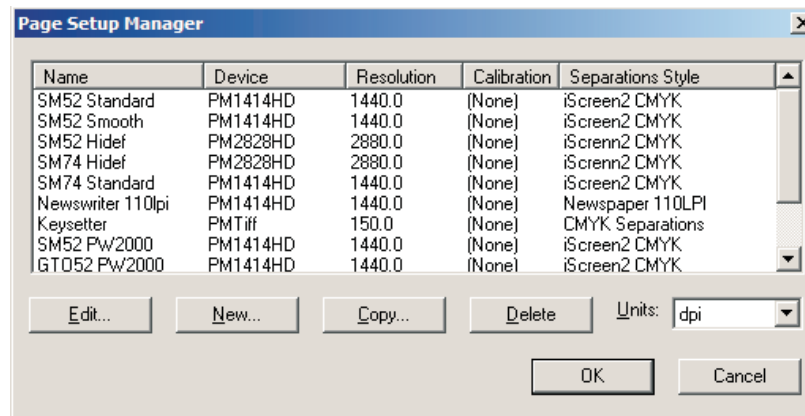 Page Setup Manager
Name Device Resolution Calibration Separations Style
SM52 Standard PM1414HD 1440.0 (None) iScreen2 CMYK
SM52 Smooth PM1414HD 1440.0 (None) iScreen2 CMYK
SM52 Hidef PM2828HD 2880.0 (None) iScrenn2 CMYK
SM74 Hidef PM2828HD 2880.0 (None) iScrenn2 CMYK
SM74 Standard PM1414HD 1440.0 (None) iScreen2 CMYK
Newswriter 110lpi PM1414HD 1440.0 (None) Newspaper 110LPI
Keysetter PMTiff 150.0 (None) CMYK Separations
SM52 PW2000 PM1414HD 1440.0 (None) iScreen2 CMYK
GTO52 PW2000 PM1414HD 1440.0 (None) iScreen2 CMYK
Edit... New... Copy... Delete Units: dpi
OK Cancel